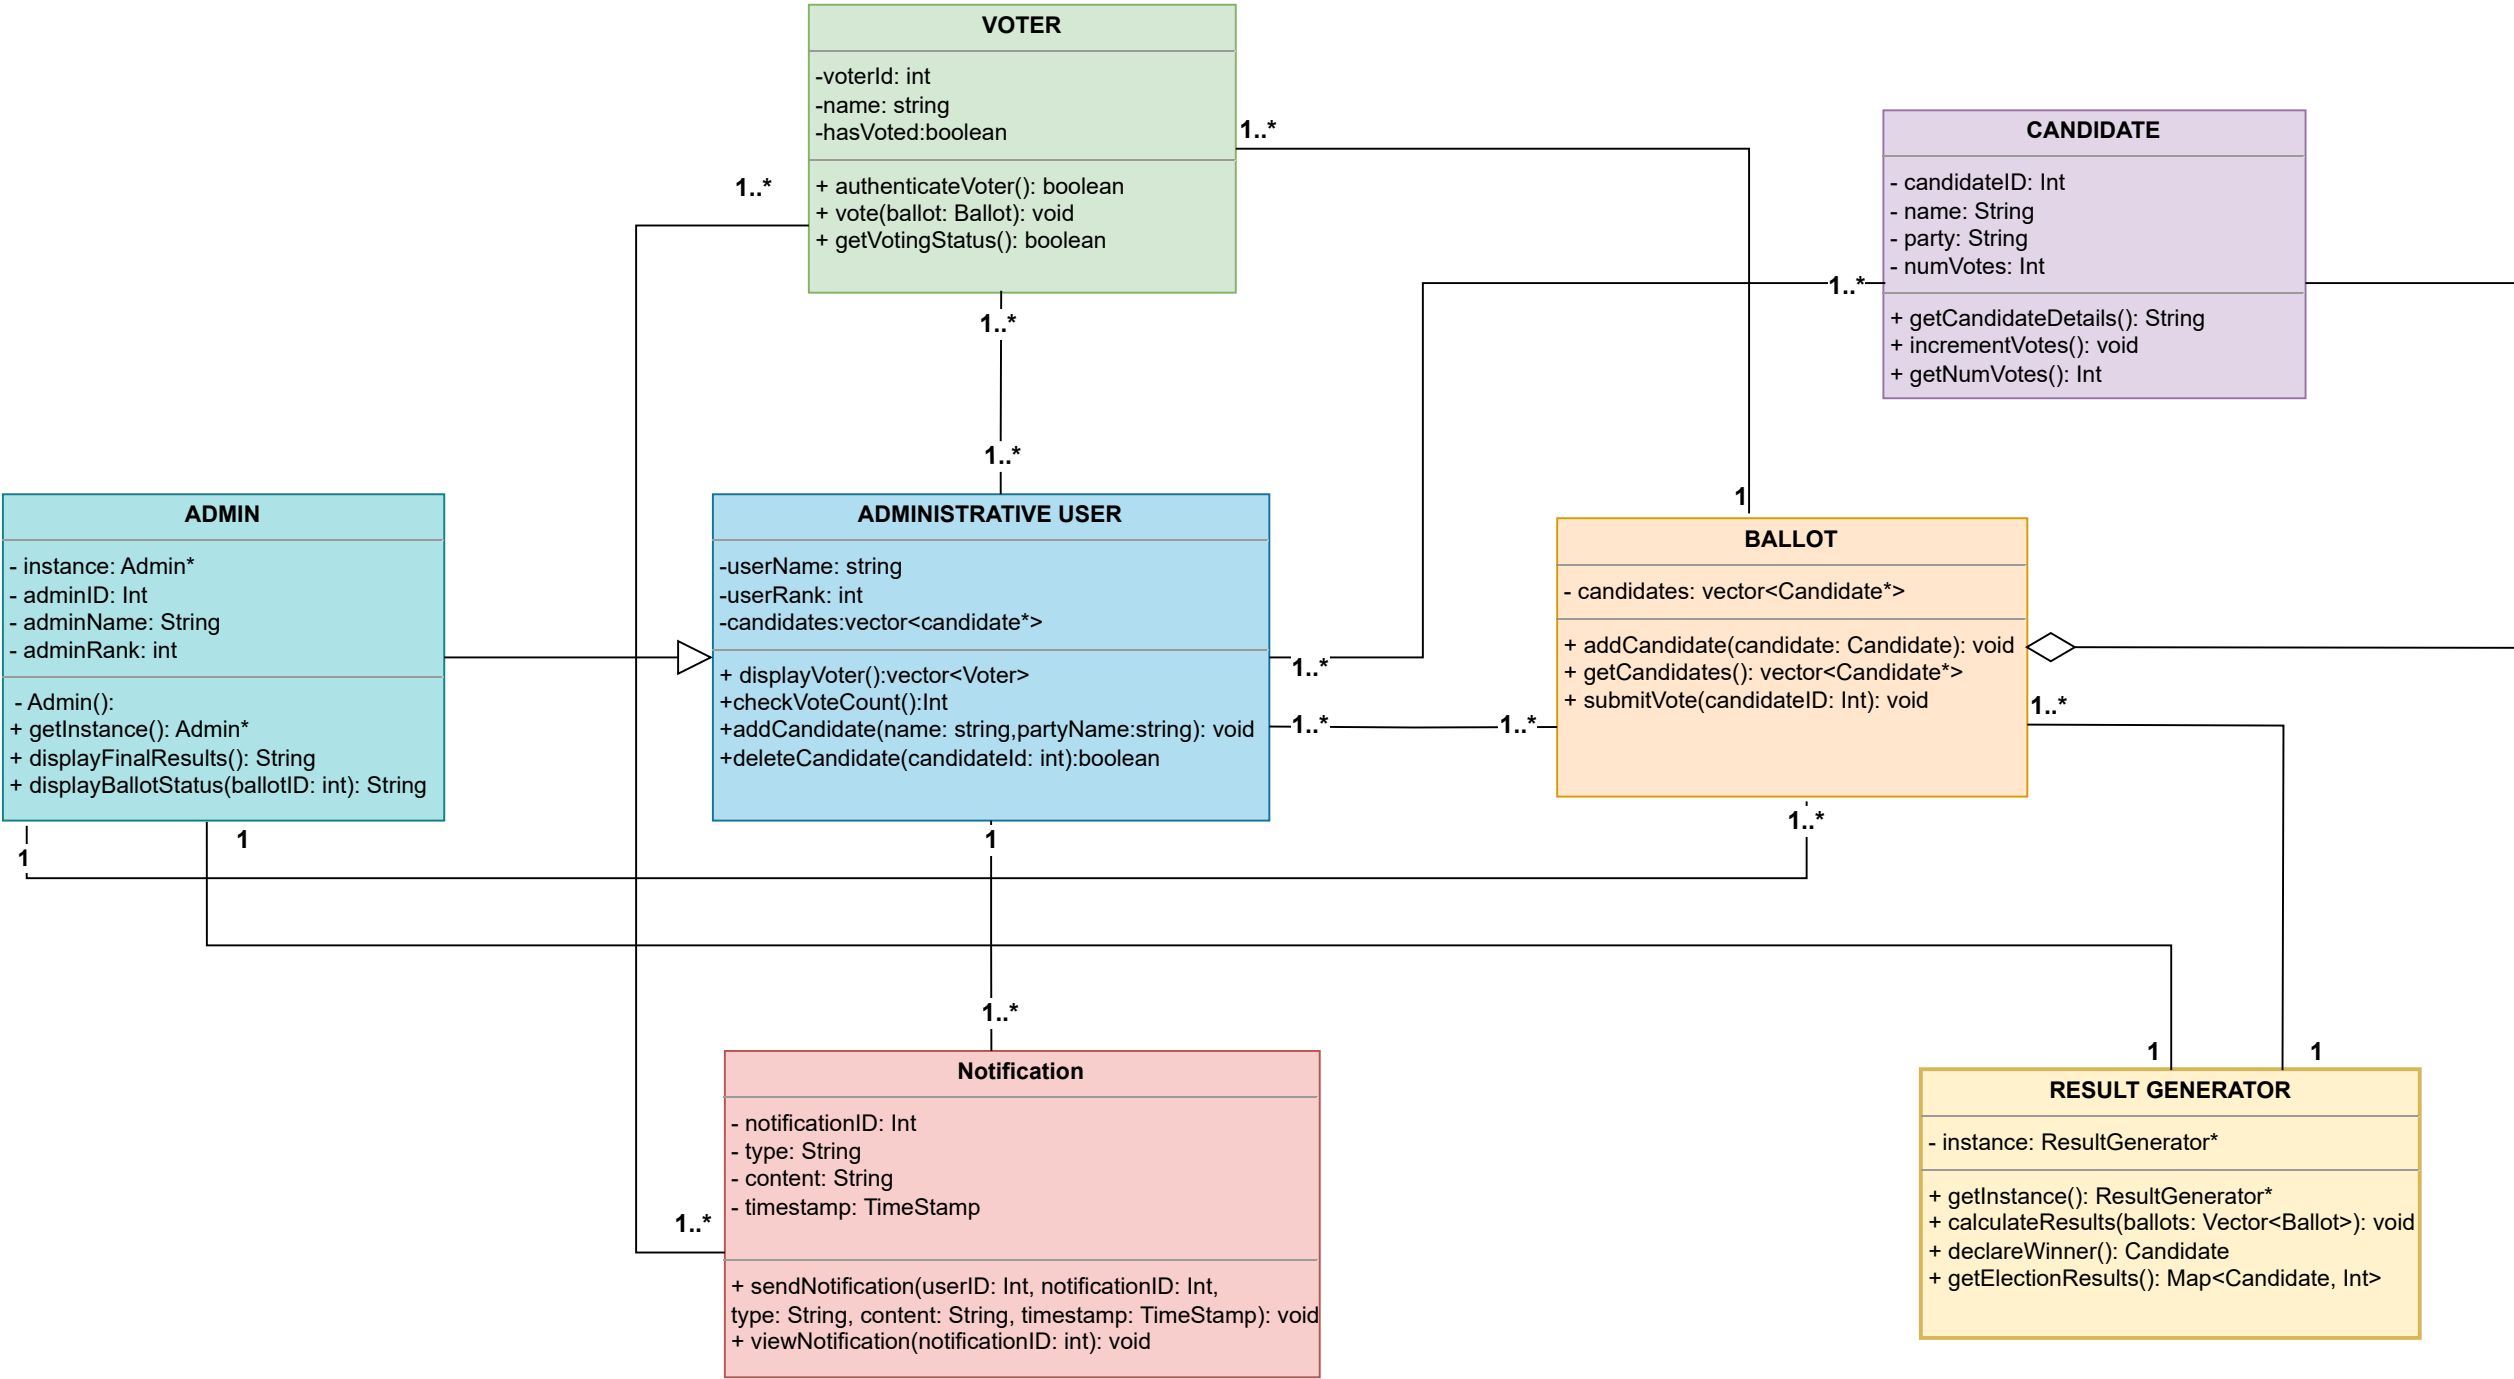 VOTER
-voterId: int
-name: string
-hasVoted:boolean
+ authenticateVoter(): boolean
+ vote(ballot: Ballot): void
+ getVotingStatus(): boolean
1..*
1..*
1..*
1..*
CANDIDATE
- candidateID: Int
- name: String
- party: String
- numVotes: Int
+ getCandidateDetails(): String
+ incrementVotes(): void
+ getNumVotes(): Int
1..*
ADMIN
- instance: Admin*
- adminID: Int
- adminName: String
- adminRank: int
- Admin():
+ getInstance(): Admin*
+ displayFinalResults(): String
+ displayBallotStatus(ballotID: int): String
1
1
ADMINISTRATIVE USER
-userName: string
-userRank: int
-candidates:vector<candidate*>
+ displayVoter():vector<Voter>
+checkVoteCount():Int
+addCandidate(name: string,partyName:string): void
+deleteCandidate(candidateId: int):boolean
1..*
1..*
1..*
1
1
BALLOT
- candidates: vector<Candidate*>
+ addCandidate(candidate: Candidate): void
+ getCandidates(): vector<Candidate*>
+ submitVote(candidateID: Int): void
1..*
1..*
1..*
Notification
- notificationID: Int
- type: String
- content: String
- timestamp: TimeStamp
+ sendNotification(userID: Int, notificationID: Int,
type: String, content: String, timestamp: TimeStamp): void
+ viewNotification(notificationID: int): void
1..*
1
1
RESULT GENERATOR
- instance: ResultGenerator*
+ getInstance(): ResultGenerator*
+ calculateResults(ballots: Vector<Ballot>): void
+ declareWinner(): Candidate
+ getElectionResults(): Map<Candidate, Int>